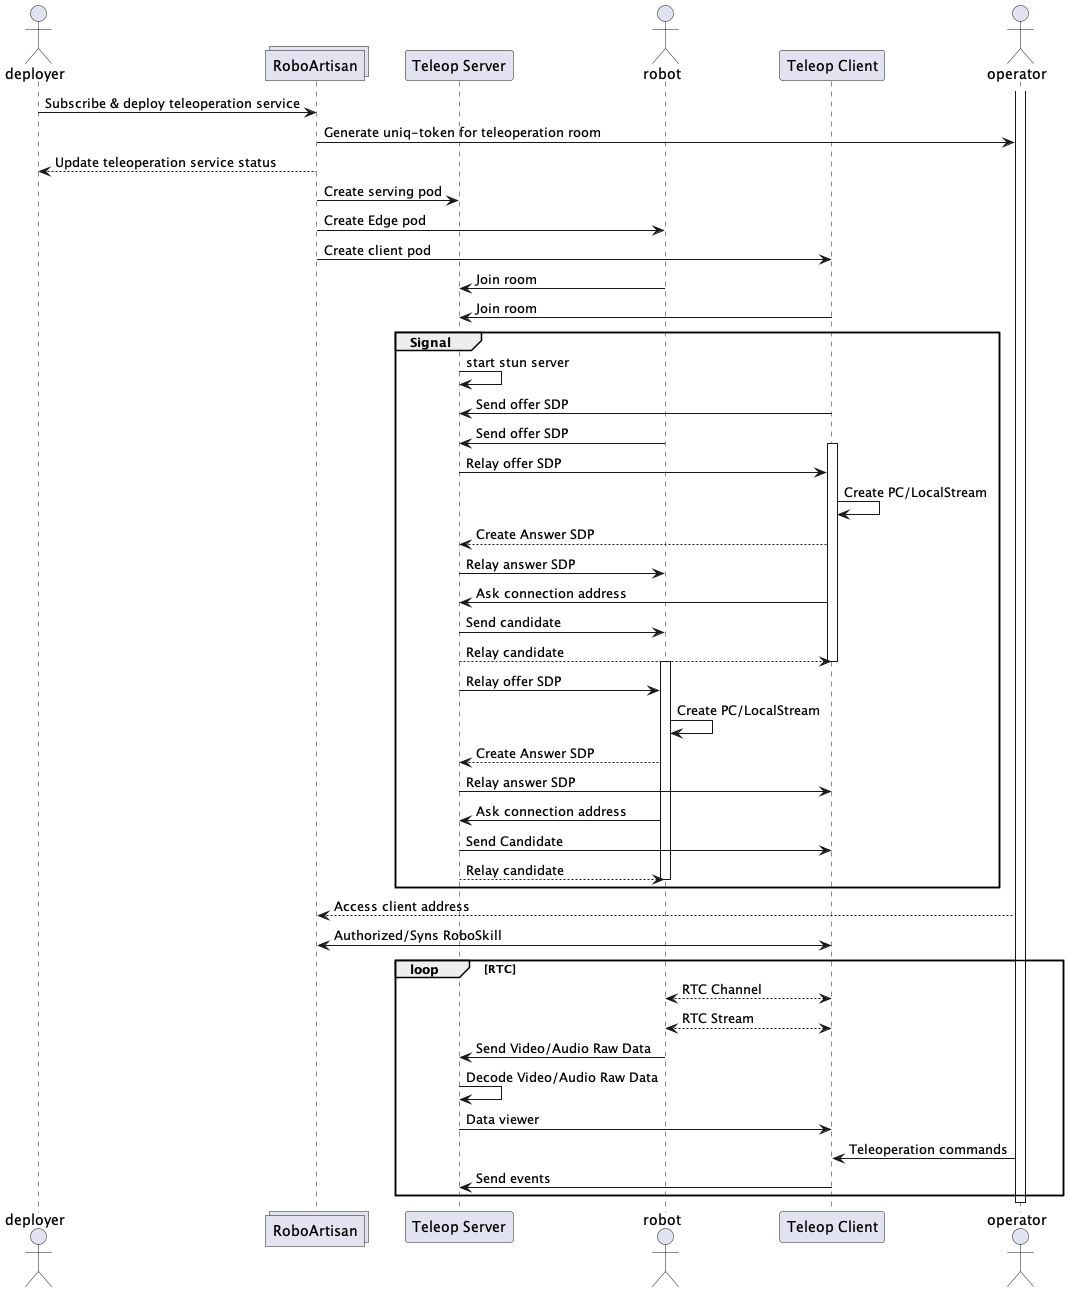 deployer
RoboArtisan
Teleop Server
robot
Teleop Client
operator
Subscribe & deploy teleoperation service
Generate uniq-token for teleoperation room
Update teleoperation service status
Create serving pod
Create Edge pod
Create client pod
Join room
Join room
Signal
start stun server
Send offer SDP
Send offer SDP
Relay offer SDP
Create PC/LocalStream
Create Answer SDP
Relay answer SDP
Ask connection address
Send candidate
Relay candidate
Relay offer SDP
Create PC/LocalStream
Create Answer SDP
Relay answer SDP
Ask connection address
Send Candidate
Relay candidate
Access client address
Authorized/Syns RoboSkill
loop [RTC]
RTC Channel
RTC Stream
Send Video/Audio Raw Data
Decode Video/Audio Raw Data
Data viewer
Teleoperation commands
Send events
deployer
RoboArtisan
Teleop Server
robot
Teleop Client
operator